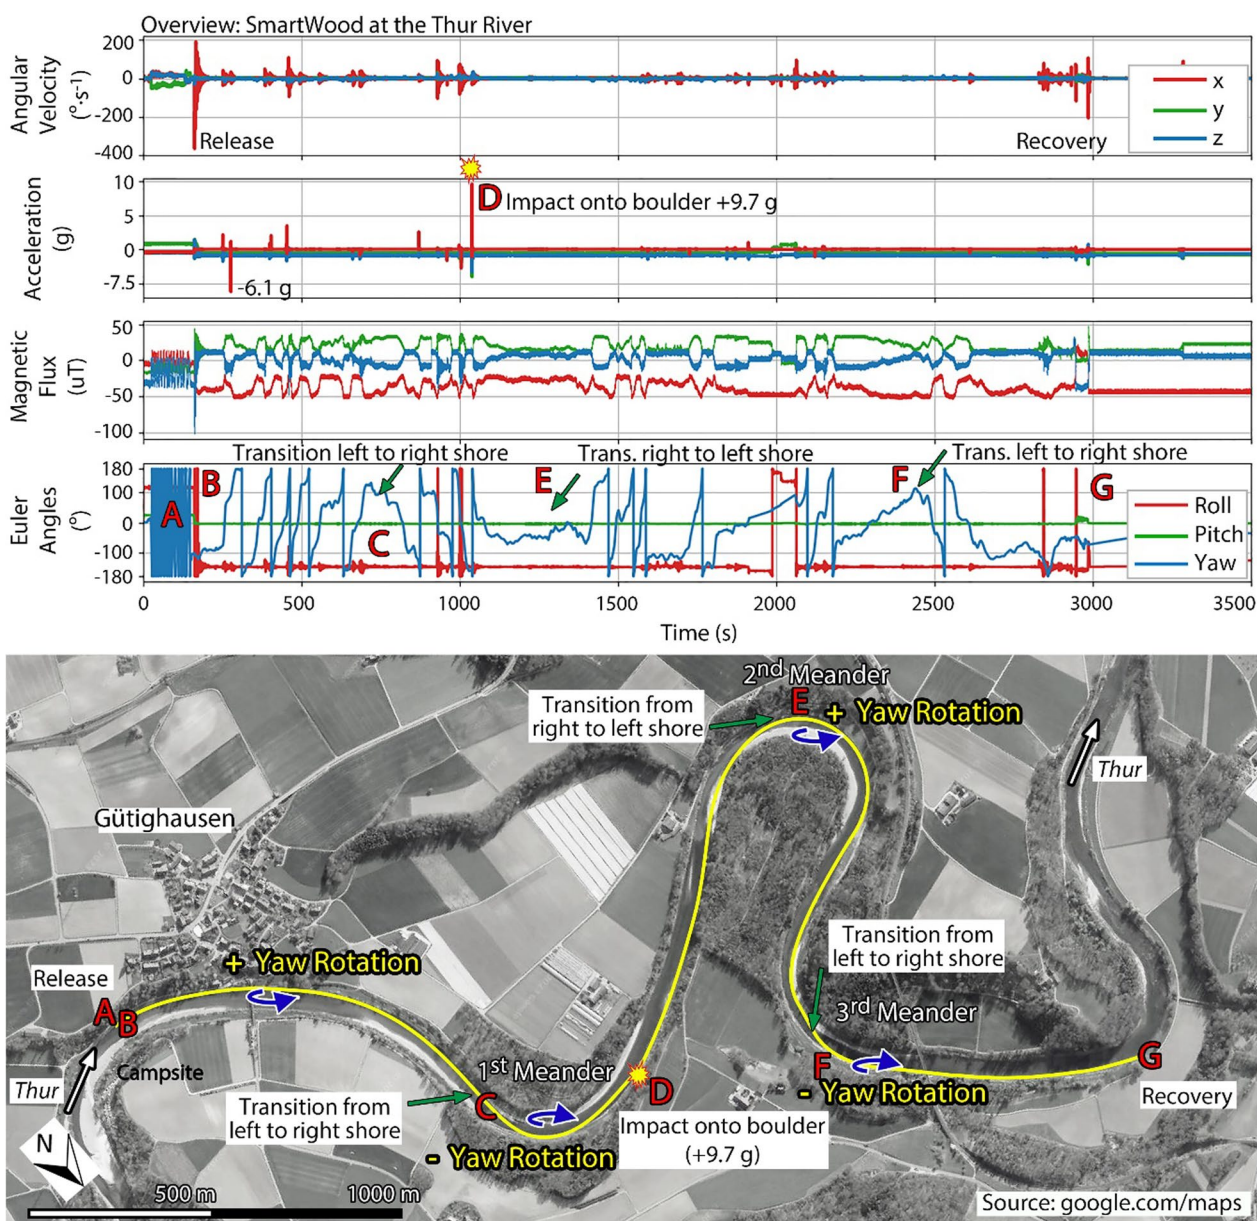 Overview: SmartWood at the Thur River
Angular
Velocity
(°·s⁻¹)
200
0
-200
-400
Release
Recovery
x
y
z
Acceleration
(g)
10
5
0
-7.5
D
Impact onto boulder +9.7 g
-6.1 g
Magnetic
Flux
(uT)
50
0
-50
-100
Transition left to right shore
Trans. right to left shore
Trans. left to right shore
Euler
Angles
(°)
180
100
0
-100
-180
A
B
C
E
F
G
Roll
Pitch
Yaw
0
500
1000
1500
2000
2500
3000
3500
Time (s)
2nd Meander
E
Transition from
right to left shore
+ Yaw Rotation
Thur
Gütighausen
Transition from
left to right shore
+ Yaw Rotation
Release
A
B
3rd Meander
1st Meander
F
G
D
Thur
Campsite
C
Transition from
left to right shore
- Yaw Rotation
Recovery
Impact onto boulder
(+9.7 g)
- Yaw Rotation
N
500 m
1000 m
Source: google.com/maps